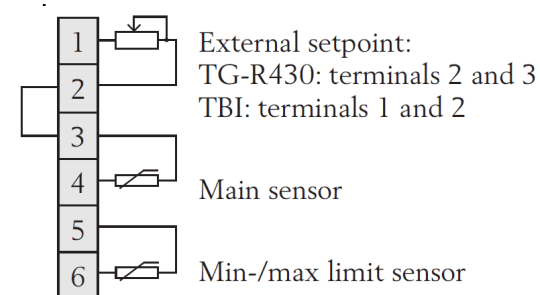 1
External setpoint:
2
TG-R430: terminals 2 and 3
TBI: terminals 1 and 2
3
4
Main sensor
5
6
Min-/max limit sensor